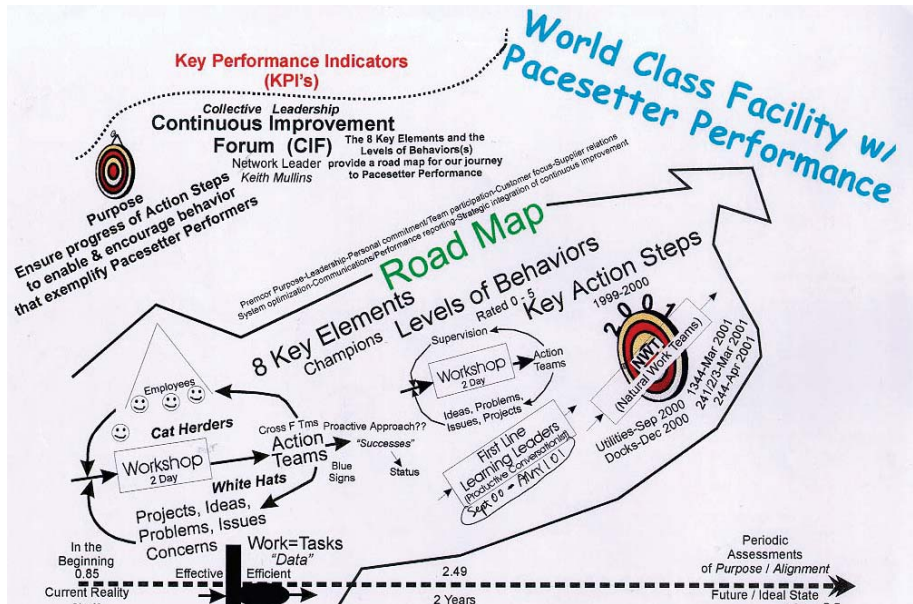 World Class Facility w/
Pacesetter Performance
Key Performance Indicators
(KPI's)
Collective Leadership
Continuous Improvement
Forum (CIF)
Network Leader
Keith Mullins
The 8 Key Elements and the
Levels of Behaviors(s)
provide a road map for our journey
to Pacesetter Performance
Purpose
Ensure progress of Action Steps
to enable & encourage behavior
that exemplify Pacesetter Performers
Premcor Purpose-Leadership-Personal commitment/Team participation-Customer focus-Supplier relations
System optimization-Communications/Performance reporting-Strategic integration of continuous improvement
Road Map
8 Key Elements
Champions
Levels of Behaviors
Rated 0 - 5
Key Action Steps
1999-2000
2001
NWT
(Natural Work Teams)
Utilities-Sep 2000
Docks-Dec 2000
1344-Mar 2001
241/2/3-Mar 2001
244-Apr 2001
Supervision
Workshop
2 Day
Action
Teams
Ideas, Problems,
Issues, Projects
First Line
Learning Leaders
(Productive Conversationist)
Sept 00 -
Employees
Cat Herders
Workshop
2 Day
White Hats
Cross F Tms
Action
Teams
Proactive Approach??
"Successes"
Status
Blue
Signs
Projects, Ideas,
Problems, Issues
Concerns
Work=Tasks
"Data"
In the
Beginning
0.85
Effective
Efficient
2.49
Periodic
Assessments
of Purpose / Alignment
Current Reality
2 Years
Future / Ideal State